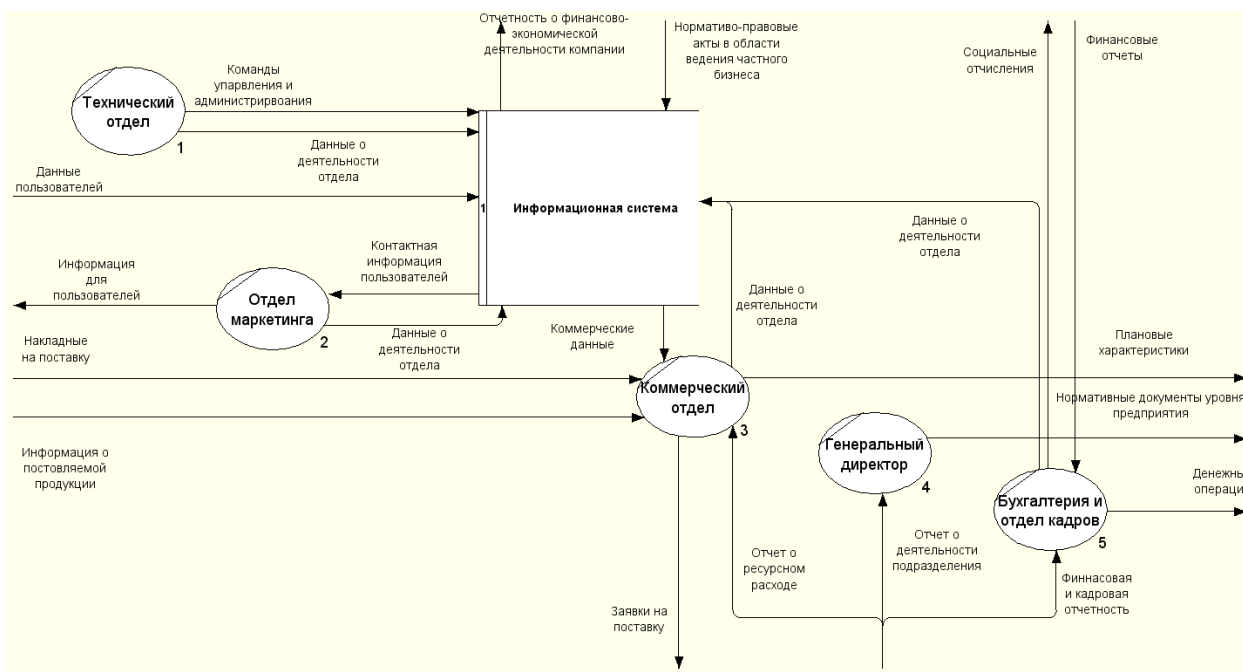 Отчетность о финансово-
экономической
деятельности компании
Нормативо-правовые
акты в области
ведения частного
бизнеса
Социальные
отчисления
Финансовые
отчеты
Команды
упарвления и
администрирвоания
Технический
отдел
1
Данные о
деятельности
отдела
Данные
пользователей
1
Информационная система
Данные о
деятельности
отдела
Контактная
информация
пользователей
Информация
для
пользователей
Отдел
маркетинга
2
Данные о
деятельности
отдела
Данные о
деятельности
отдела
Коммерческие
данные
Накладные
на поставку
Плановые
характеристики
Коммерческий
отдел
3
Нормативные документы уровня
предприятия
Информация о
постовляемой
продукции
Генеральный
директор
4
Денежны
операци
Бухгалтерия и
отдел кадров
5
Отчет о
ресурсном
расходе
Отчет о
деятельности
подразделения
Финнасовая
и кадровая
отчетность
Заявки на
поставку